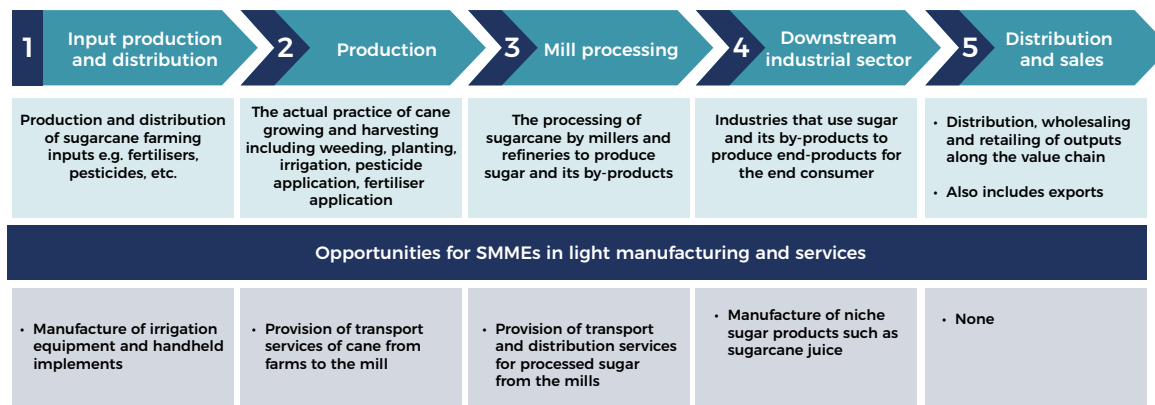 1
Input production
and distribution
2
Production
3
Mill processing
4
Downstream
industrial sector
5
Distribution
and sales
Production and distribution
of sugarcane farming
inputs e.g. fertilisers,
pesticides, etc.
The actual practice of cane
growing and harvesting
including weeding, planting,
irrigation, pesticide
application, fertiliser
application
The processing of
sugarcane by millers and
refineries to produce
sugar and its by-products
Industries that use sugar
and its by-products to
produce end-products for
the end consumer
• Distribution, wholesaling
and retailing of outputs
along the value chain
• Also includes exports
Opportunities for SMMEs in light manufacturing and services
• Manufacture of irrigation
equipment and handheld
implements
• Provision of transport
services of cane from
farms to the mill
• Provision of transport
and distribution services
for processed sugar
from the mills
• Manufacture of niche
sugar products such as
sugarcane juice
• None